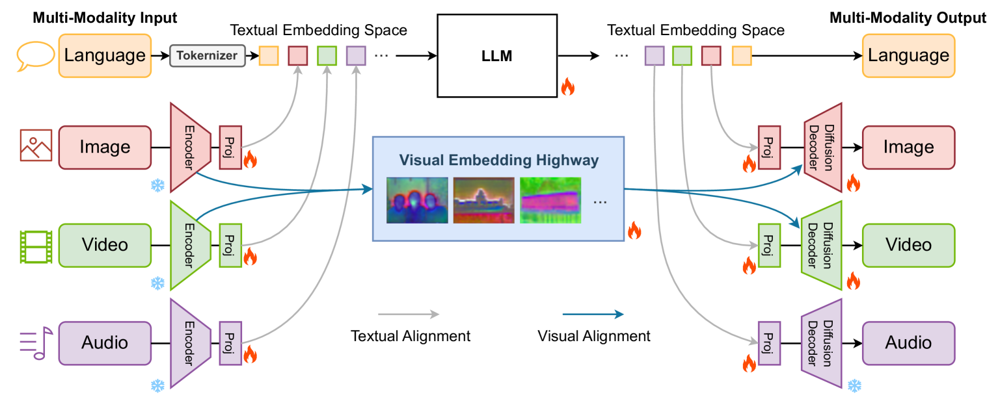 Multi-Modality Input
Multi-Modality Output
Textual Embedding Space
Textual Embedding Space
Language
Tokernizer
...
LLM
...
Language
Image
Encoder
Proj
Visual Embedding Highway
...
Proj
Diffusion
Decoder
Image
Video
Encoder
Proj
Proj
Diffusion
Decoder
Video
Textual Alignment
Visual Alignment
Audio
Encoder
Proj
Proj
Diffusion
Decoder
Audio